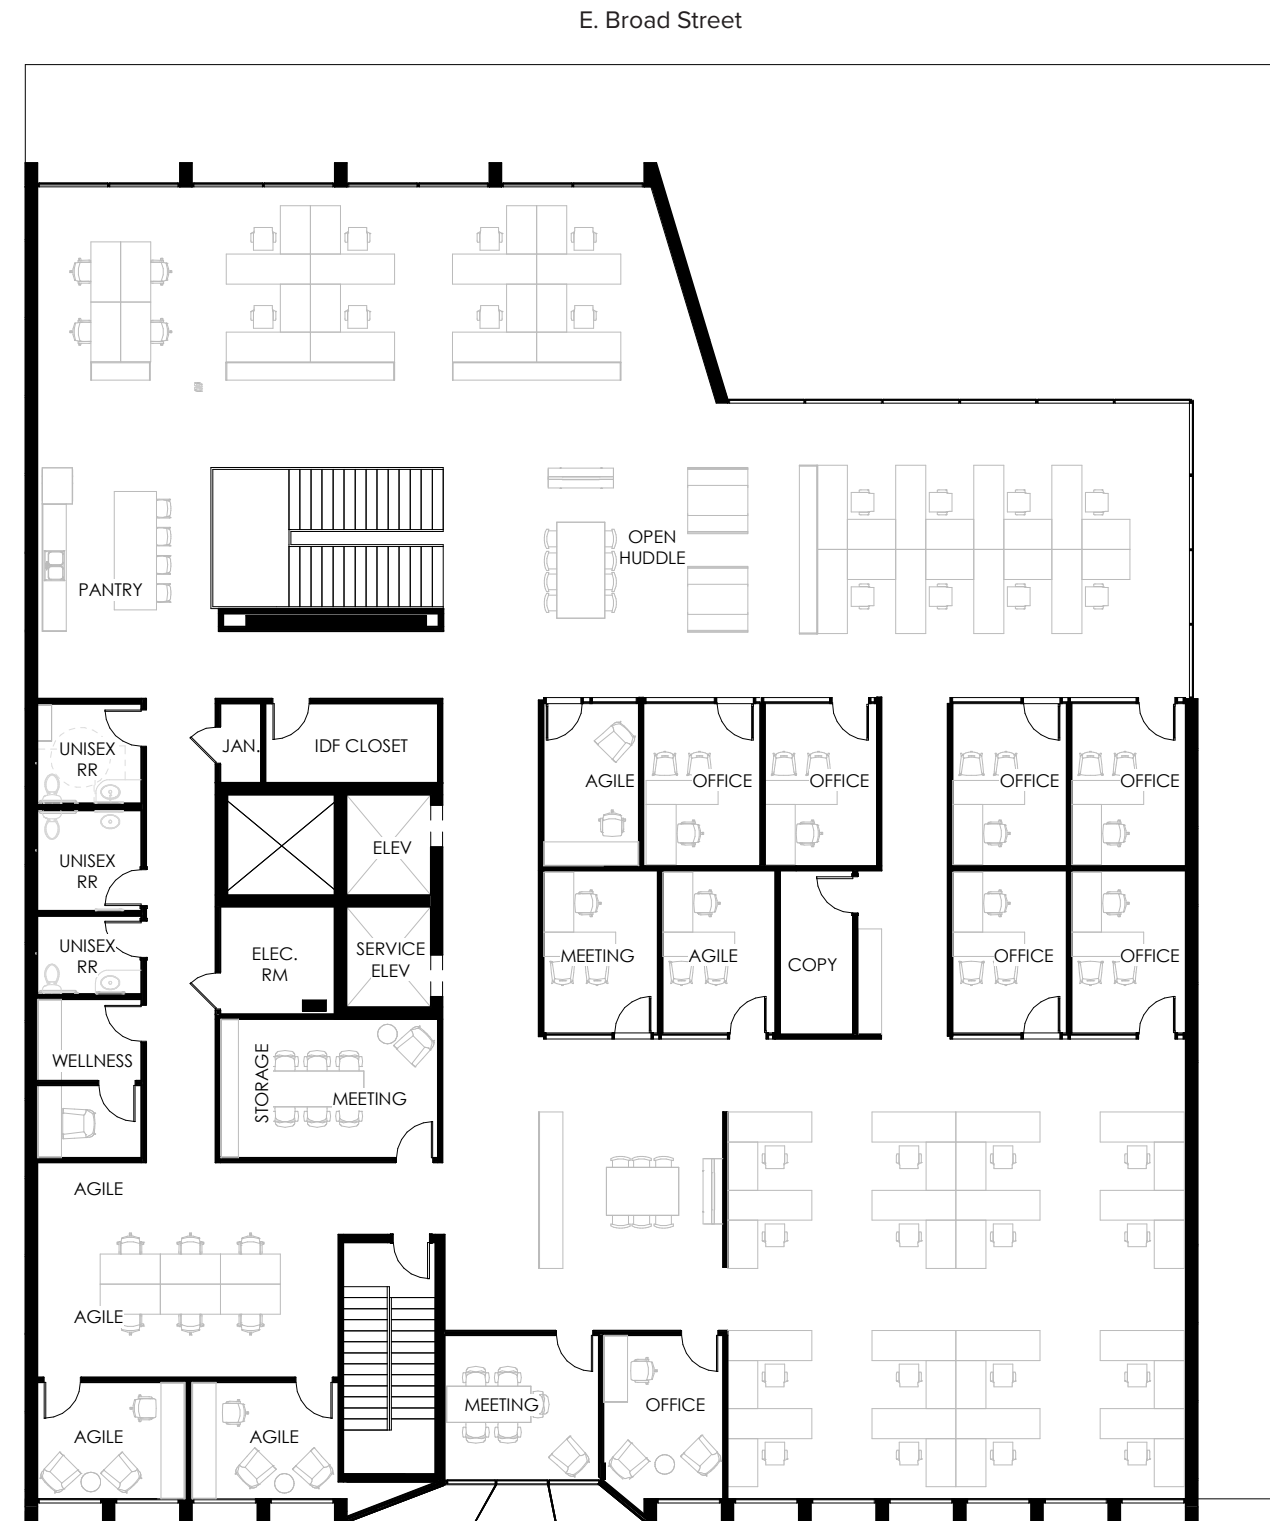 E. Broad Street
OPEN
HUDDLE
PANTRY
UNISEX
RR
JAN.
IDF CLOSET
AGILE
OFFICE
OFFICE
OFFICE
OFFICE
ELEV
UNISEX
RR
UNISEX
RR
ELEC.
RM
SERVICE
ELEV
MEETING
AGILE
COPY
OFFICE
OFFICE
WELLNESS
STORAGE
MEETING
AGILE
AGILE
MEETING
OFFICE
AGILE
AGILE